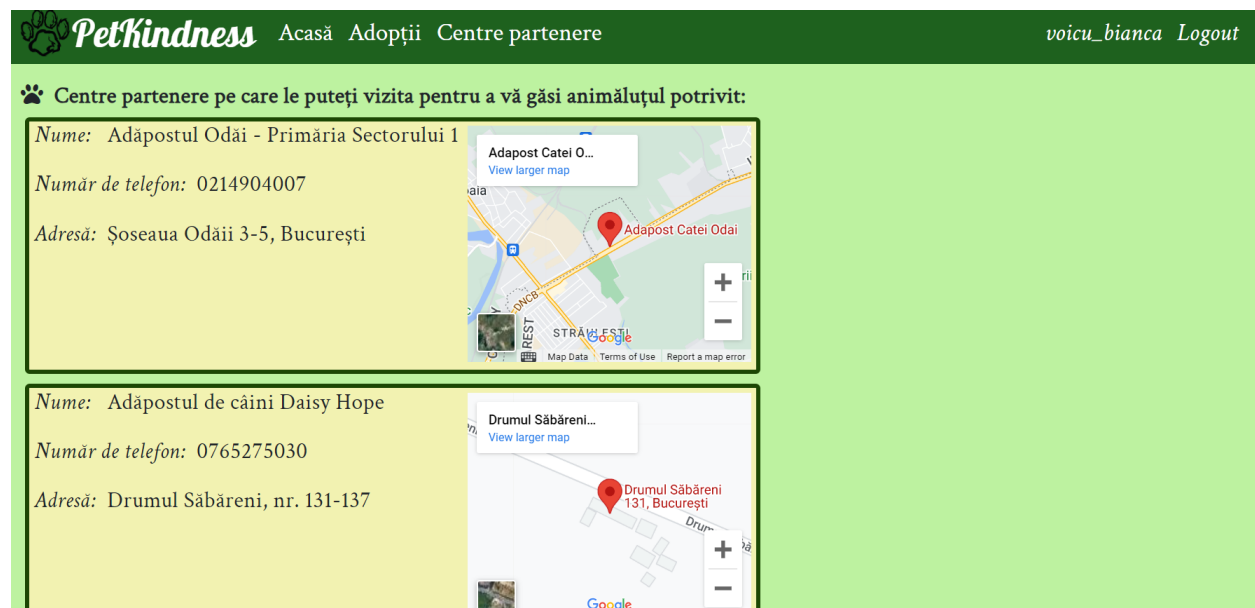 PetKindness Acasă Adopții Centre partenere voicu_bianca Logout
Centre partenere pe care le puteți vizita pentru a vă găsi animăluțul potrivit:
Nume: Adăpostul Odăi - Primăria Sectorului 1
Număr de telefon: 0214904007
Adresă: Șoseaua Odăii 3-5, București
Adapost Catei O...
View larger map
Adapost Catei Odai
DNCB
STRĂULEȘTI
Google
Map Data Terms of Use Report a map error
Nume: Adăpostul de câini Daisy Hope
Număr de telefon: 0765275030
Adresă: Drumul Săbăreni, nr. 131-137
Drumul Săbăreni...
View larger map
Drumul Săbăreni
131, București
Google